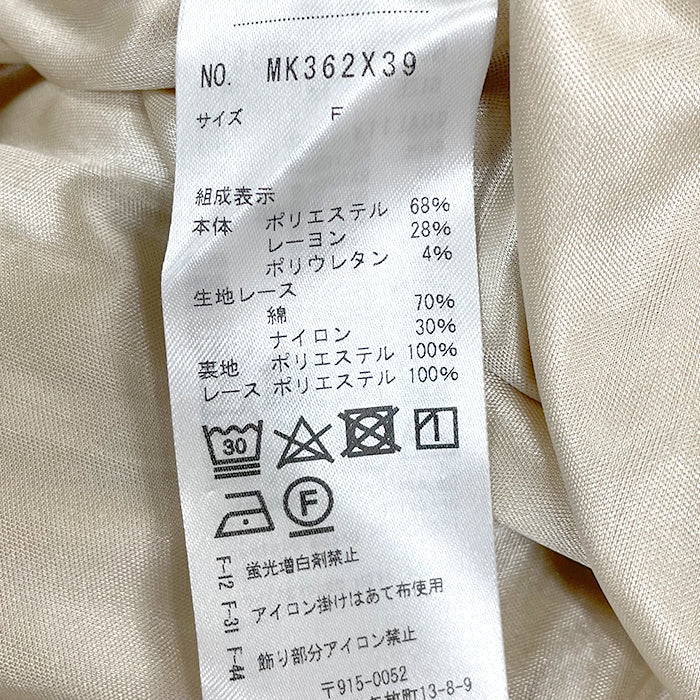 NO. MK362X39
サイズ F
組成表示
本体 ポリエステル 68%
レーヨン 28%
ポリウレタン 4%
生地レース
綿 70%
ナイロン 30%
裏地 ポリエステル 100%
レース ポリエステル 100%
30
F
F-12 蛍光増白剤禁止
F-31 アイロン掛けはあて布使用
F-44 飾り部分アイロン禁止
〒915-0052
町13-8-9